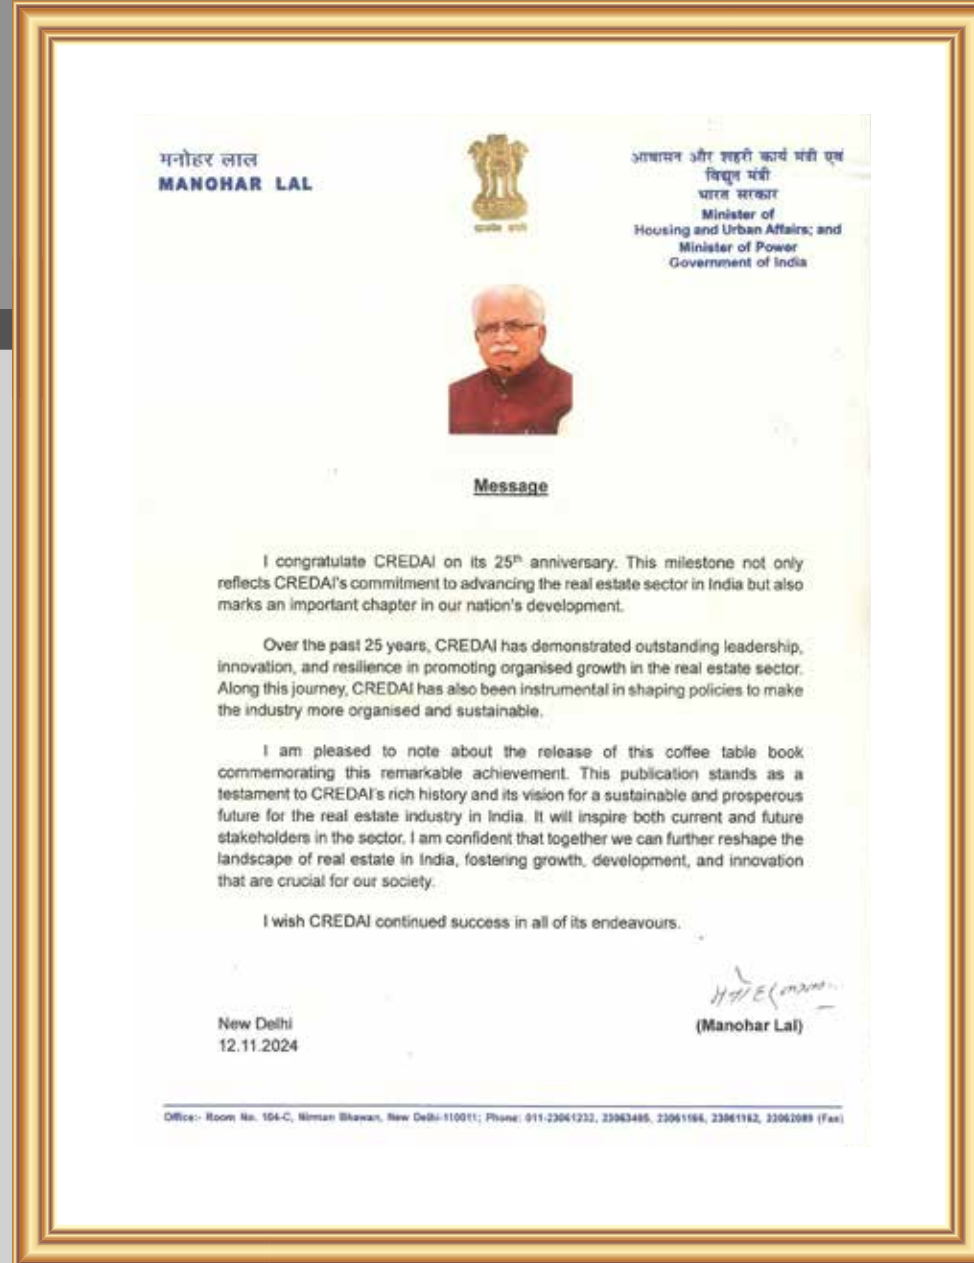 मनोहर लाल
MANOHAR LAL
आवासन और शहरी कार्य मंत्री एवं
विद्युत मंत्री
भारत सरकार
Minister of
Housing and Urban Affairs; and
Minister of Power
Government of India
सत्यमेव जयते
Message
I congratulate CREDAI on its 25th anniversary. This milestone not only
reflects CREDAI's commitment to advancing the real estate sector in India but also
marks an important chapter in our nation's development.
Over the past 25 years, CREDAI has demonstrated outstanding leadership,
innovation, and resilience in promoting organised growth in the real estate sector.
Along this journey, CREDAI has also been instrumental in shaping policies to make
the industry more organised and sustainable.
I am pleased to note about the release of this coffee table book
commemorating this remarkable achievement. This publication stands as a
testament to CREDAI's rich history and its vision for a sustainable and prosperous
future for the real estate industry in India. It will inspire both current and future
stakeholders in the sector. I am confident that together we can further reshape the
landscape of real estate in India, fostering growth, development, and innovation
that are crucial for our society.
I wish CREDAI continued success in all of its endeavours.
New Delhi
12.11.2024
(Manohar Lal)
Office:- Room No. 104-C, Nirman Bhawan, New Delhi-110011; Phone: 011-23061232, 23063495, 23061166, 23061162, 23062089 (Fax)